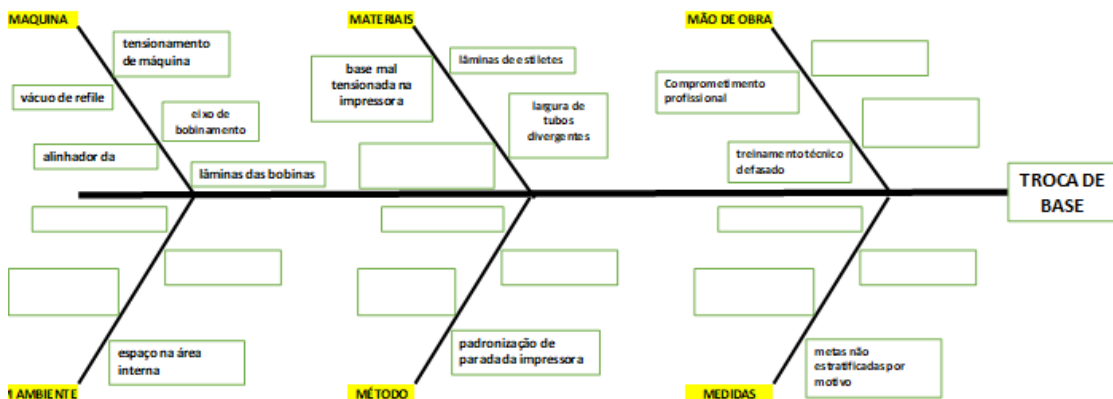 MAQUINA
MATERIAIS
MÃO DE OBRA
tensionamento
de máquina
vácuo de refile
eixo de
bobinamento
alinhador da
lâminas das bobinas
base mal
tensionada na
impressora
lâminas de estiletes
largura de
tubos
divergentes
Comprometimento
profissional
treinamento técnico
defasado
TROCA DE
BASE
espaço na área
interna
padronização de
parada da impressora
metas não
estratificadas por
motivo
AMBIENTE
MÉTODO
MEDIDAS